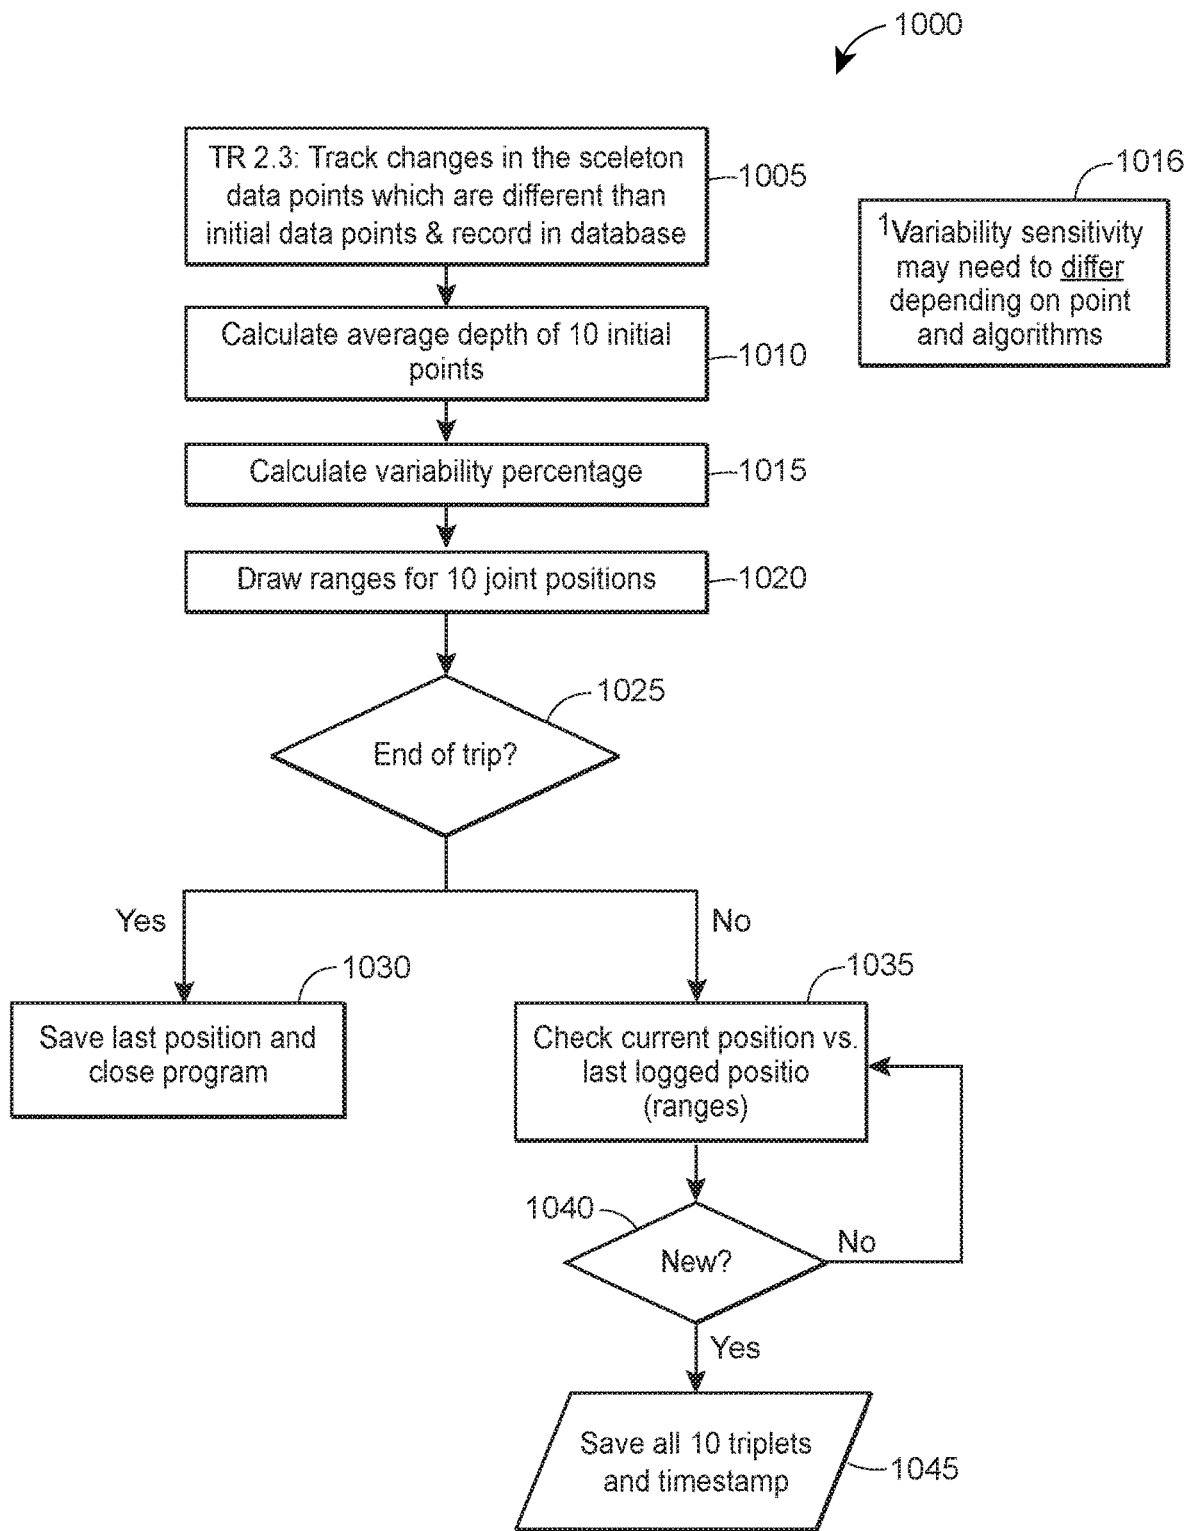 1000
TR 2.3: Track changes in the sceleton
data points which are different than
initial data points & record in database
1005
1016
1Variability sensitivity
may need to differ
depending on point
and algorithms
Calculate average depth of 10 initial
points
1010
Calculate variability percentage
1015
Draw ranges for 10 joint positions
1020
1025
End of trip?
Yes
No
1030
1035
Save last position and
close program
Check current position vs.
last logged positio
(ranges)
1040
New?
No
Yes
Save all 10 triplets
and timestamp
1045